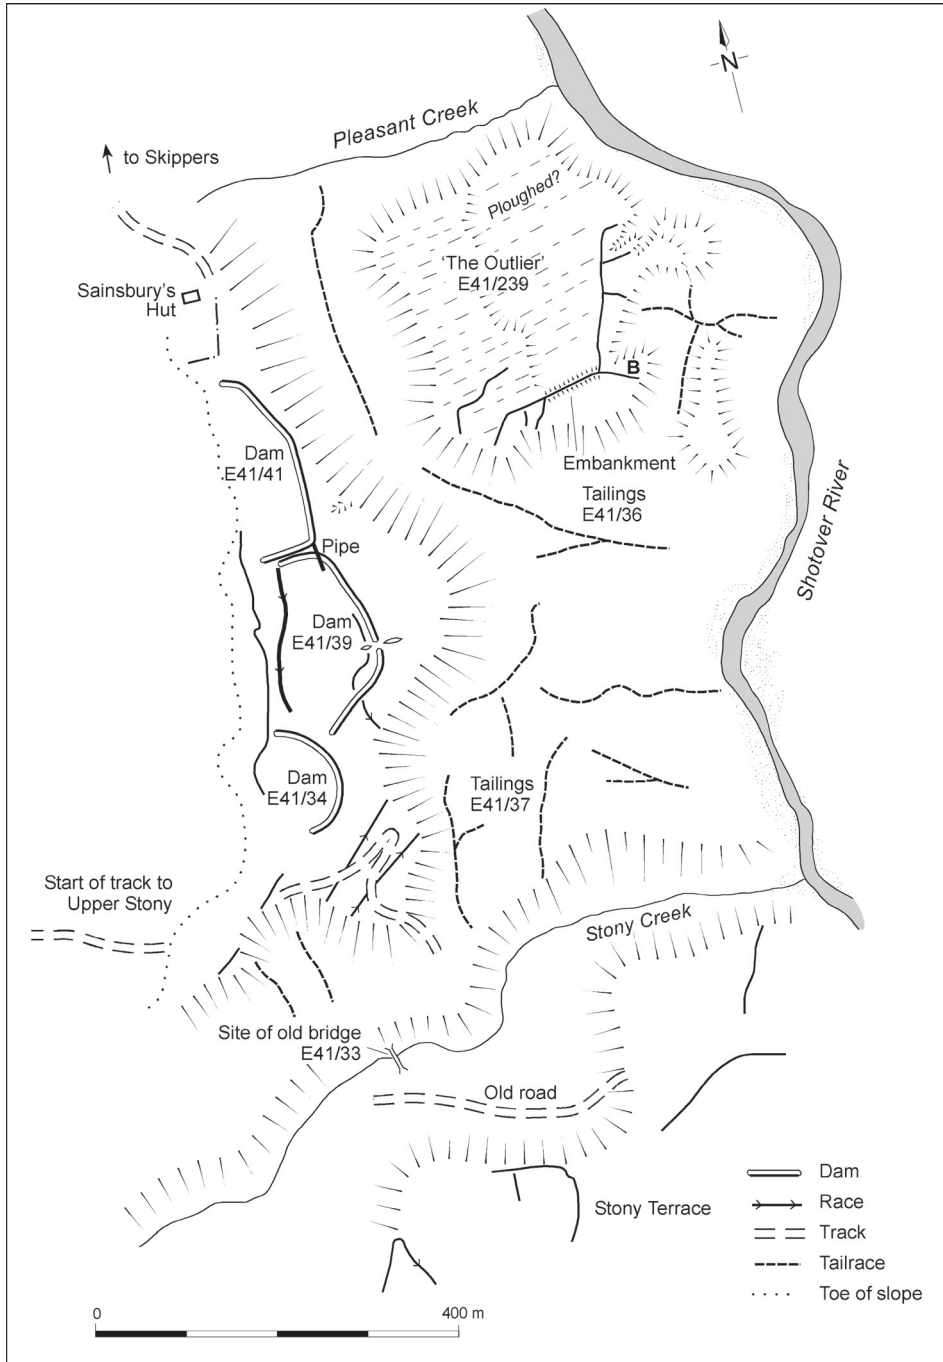 N
Pleasant Creek
to Skippers
Ploughed?
'The Outlier'
E41/239
Sainsbury's
Hut
B
Dam
E41/41
Embankment
Tailings
E41/36
Pipe
Shotover River
Dam
E41/39
Dam
E41/34
Tailings
E41/37
Start of track to
Upper Stony
Stony Creek
Site of old bridge
E41/33
Old road
Stony Terrace
Dam
Race
Track
Tailrace
Toe of slope
0
400 m